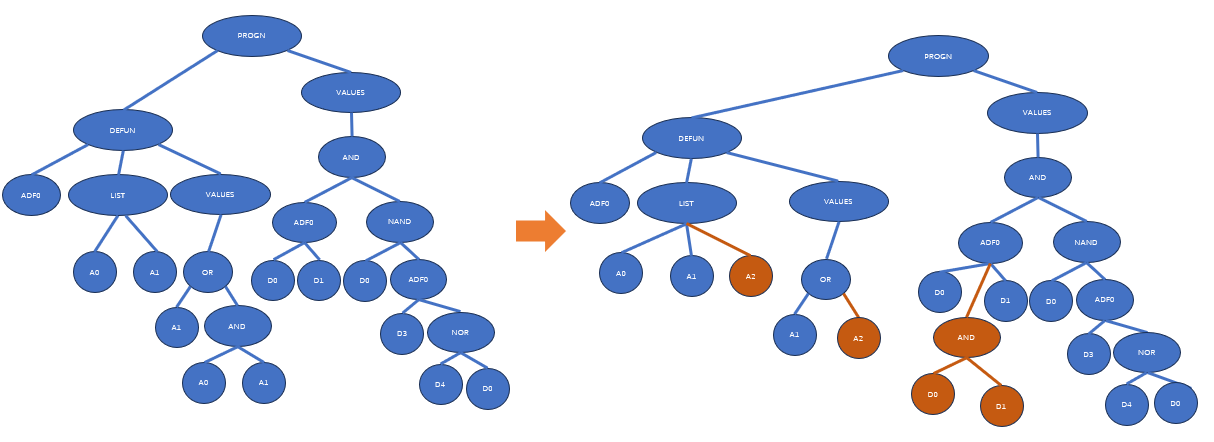 PROGN
VALUES
DEFUN
AND
ADF0
LIST
VALUES
ADF0
NAND
A0
A1
OR
D0
D1
D0
ADF0
A1
AND
D3
NOR
A0
A1
D4
D0
PROGN
VALUES
DEFUN
AND
ADF0
LIST
VALUES
ADF0
NAND
A0
A1
A2
OR
D0
D1
D0
ADF0
A1
A2
AND
D3
NOR
D0
D1
D4
D0